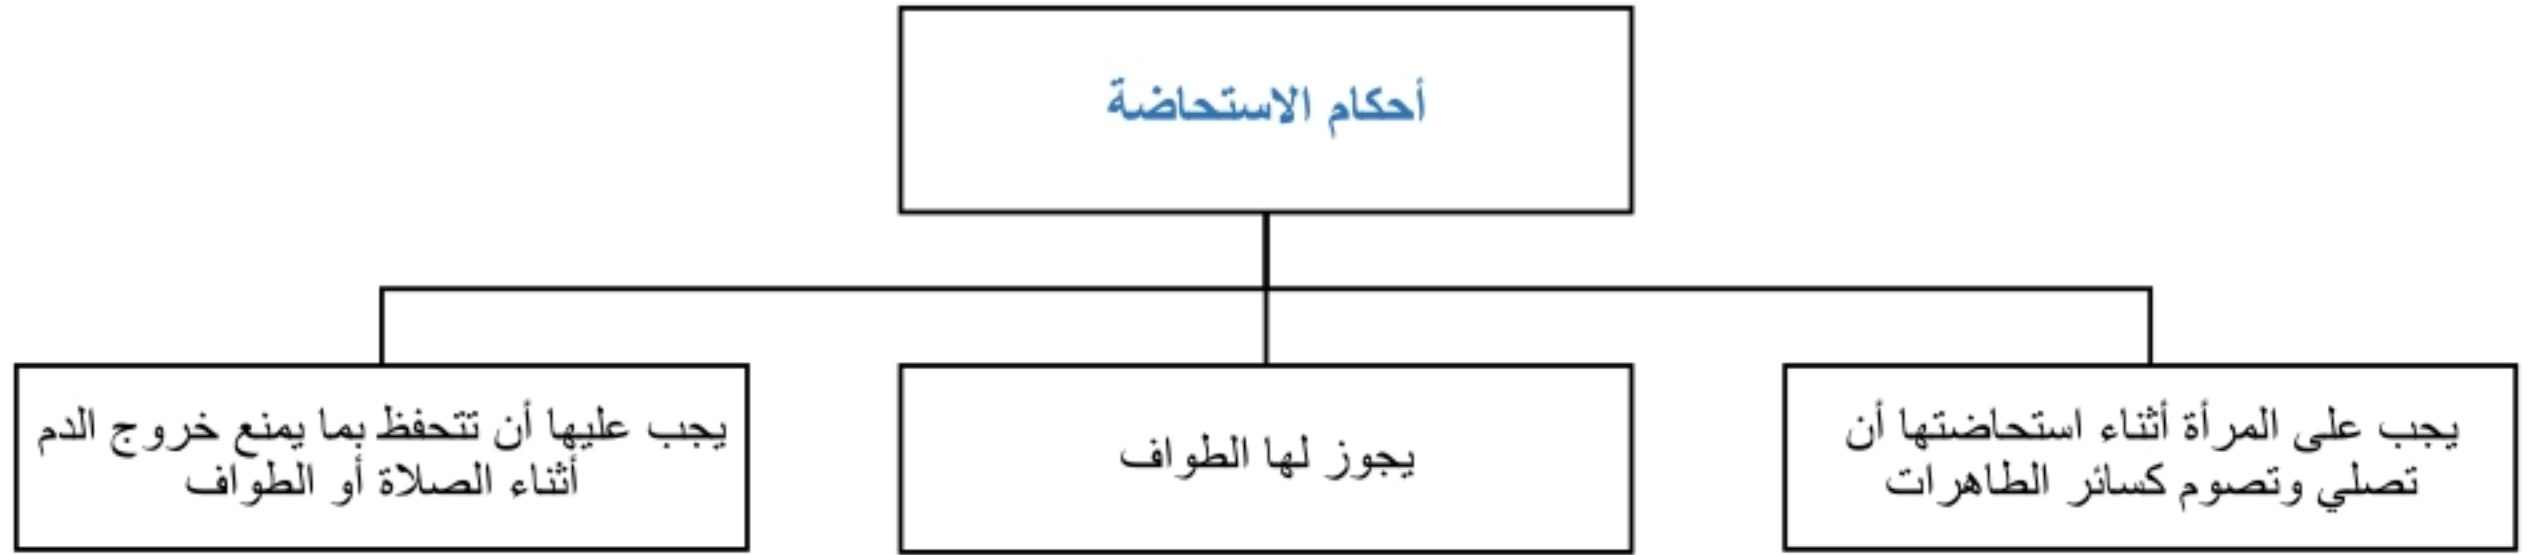 أحكام الاستحاضة
يجب على المرأة أثناء استحاضتها أن
تصلي وتصوم كسائر الطاهرات
يجوز لها الطواف
يجب عليها أن تتحفظ بما يمنع خروج الدم
أثناء الصلاة أو الطواف